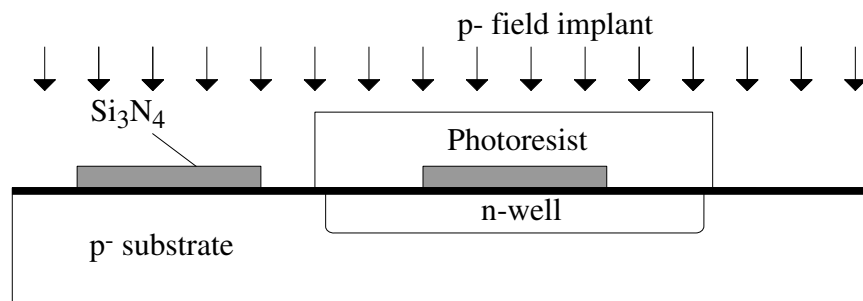 p- field implant
Si₃N₄
Photoresist
n-well
p⁻ substrate